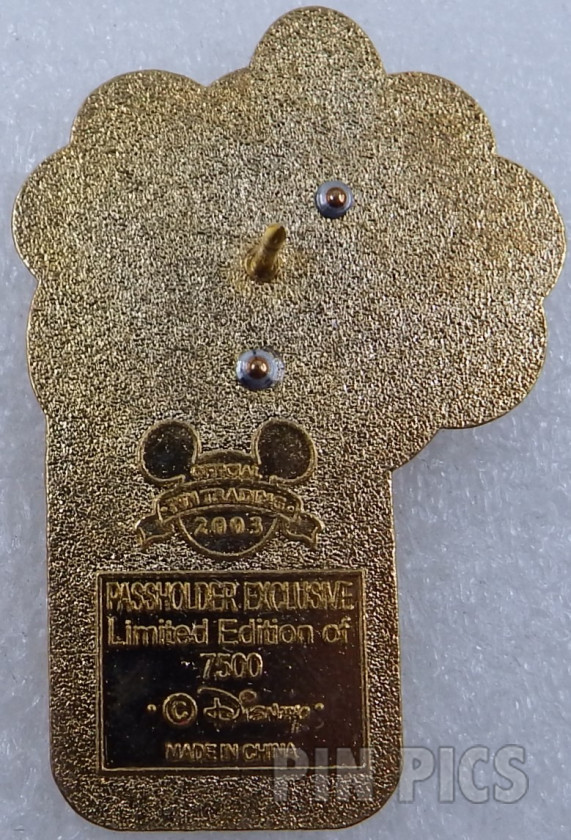 OFFICIAL
PIN TRADING
2003
PASSHOLDER EXCLUSIVE
Limited Edition of
7500
© Disney
MADE IN CHINA
PIN PICS